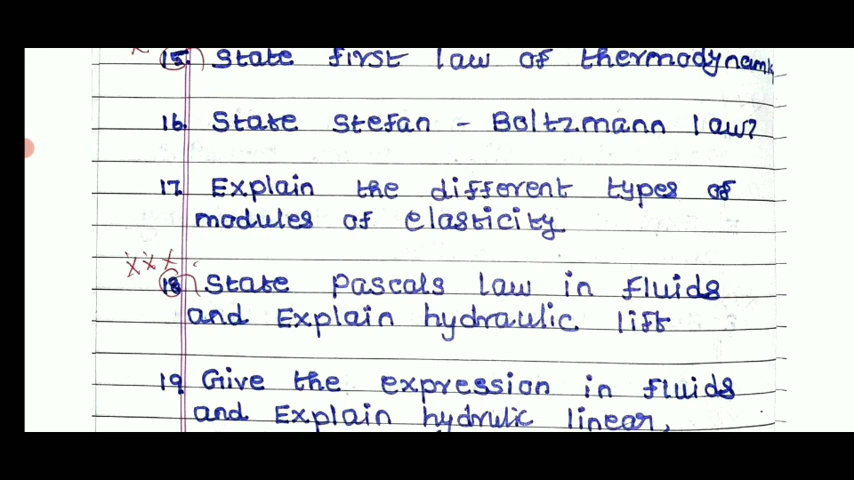 15. State first law of thermodynamk
16. State Stefan - Boltzmann law?
17. Explain the different types of
modules of elasticity
xxx
18. State Pascals law in fluids
and Explain hydraulic lift
19. Give the expression in fluids
and Explain hydrulic linear,